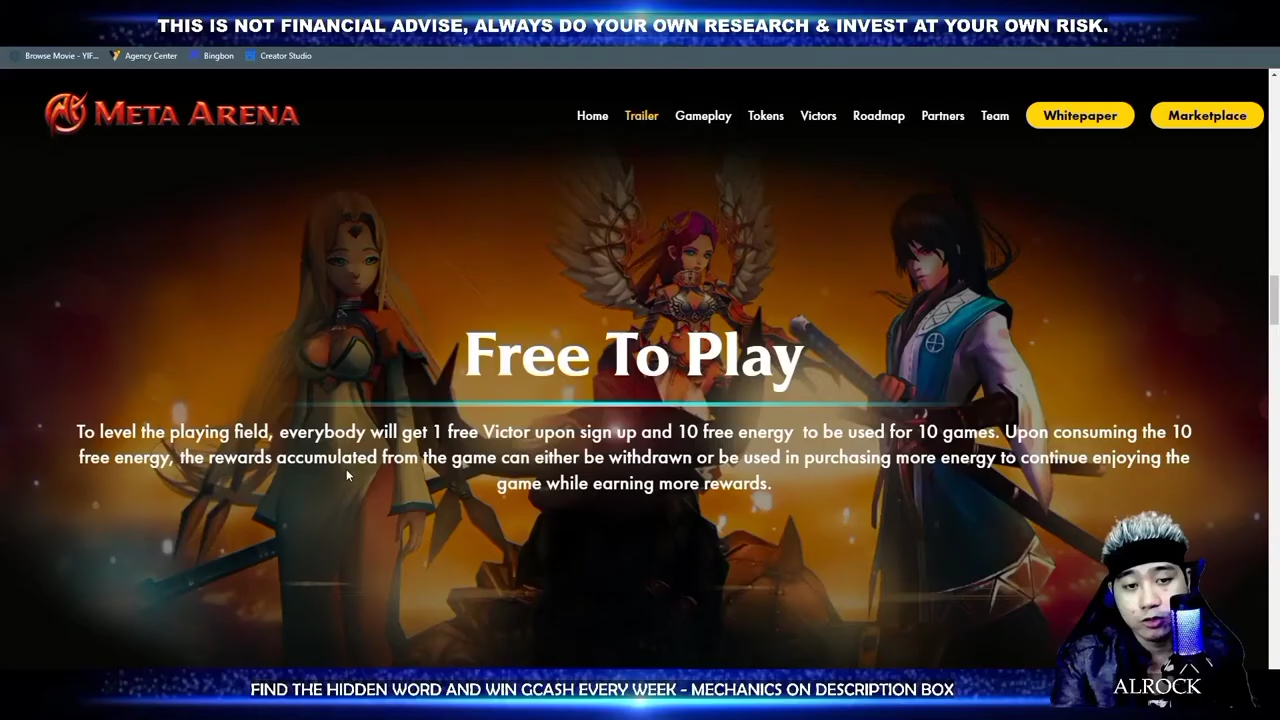 THIS IS NOT FINANCIAL ADVISE, ALWAYS DO YOUR OWN RESEARCH & INVEST AT YOUR OWN RISK.
Browse Movie - YIF... Agency Center Bingbon Creator Studio
META ARENA Home Trailer Gameplay Tokens Victors Roadmap Partners Team Whitepaper Marketplace
Free To Play
To level the playing field, everybody will get 1 free Victor upon sign up and 10 free energy to be used for 10 games. Upon consuming the 10
free energy, the rewards accumulated from the game can either be withdrawn or be used in purchasing more energy to continue enjoying the
game while earning more rewards.
ALROCK
FIND THE HIDDEN WORD AND WIN GCASH EVERY WEEK - MECHANICS ON DESCRIPTION BOX